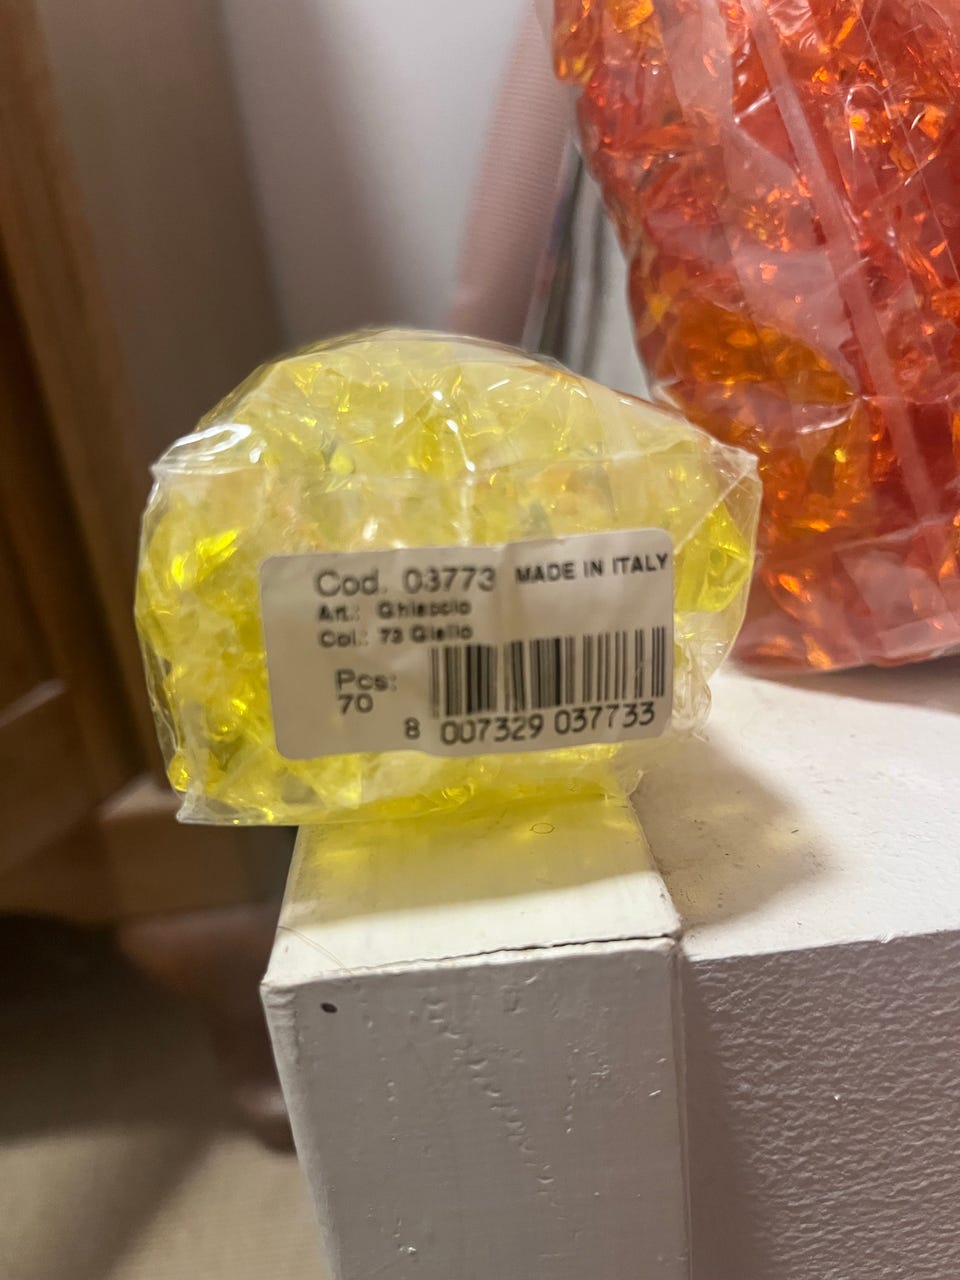 Cod. 03773 MADE IN ITALY
Art.: Ghiaccio
Col.: 73 Giallo
Pcs:
70
8 007329 037733